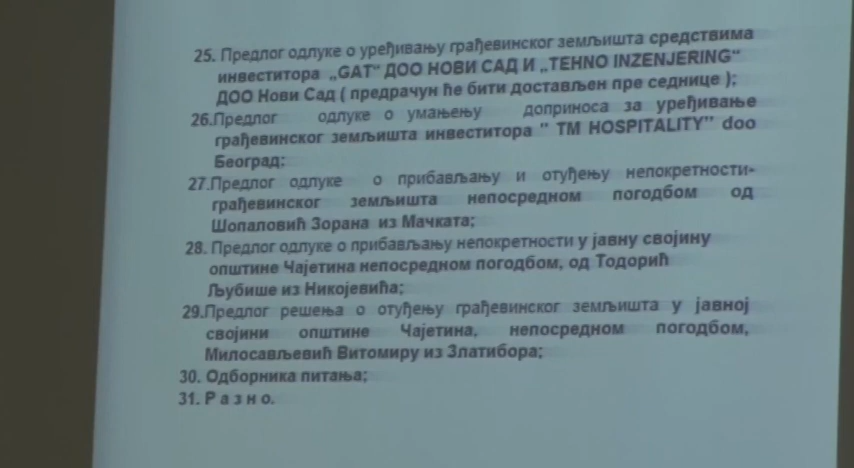 25. Предлог одлуке о уређивању грађевинског земљишта средствима
инвеститора „GAT“ ДОО НОВИ САД И „TEHNO INZENJERING“
ДОО Нови Сад ( предрачун ће бити достављен пре седнице );
26.Предлог одлуке о умањењу доприноса за уређивање
грађевинског земљишта инвеститора " TM HOSPITALITY" doo
Београд;
27.Предлог одлуке о прибављању и отуђењу непокретности-
грађевинског земљишта непосредном погодбом од
Шопаловић Зорана из Мачката;
28. Предлог одлуке о прибављању непокретности у јавну својину
општине Чајетина непосредном погодбом, од Тодорић
Љубише из Никојевића;
29.Предлог решења о отуђењу грађевинског земљишта у јавној
својини општине Чајетина, непосредном погодбом,
Милосављевић Витомиру из Златибора;
30. Одборника питања;
31. Р а з н о.